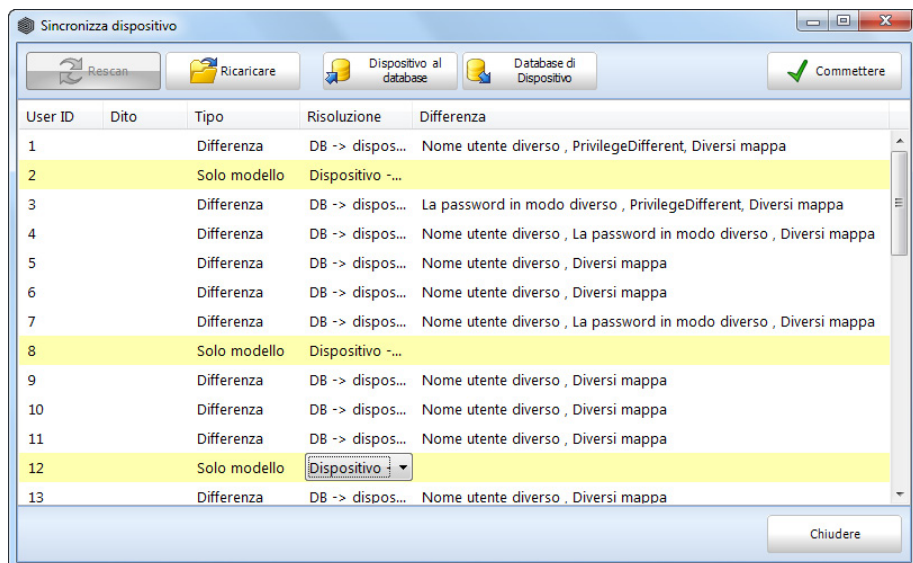 Sincronizza dispositivo
Rescan Ricaricare Dispositivo al database Database di Dispositivo Commettere
User ID Dito Tipo Risoluzione Differenza
1 Differenza DB -> dispos... Nome utente diverso , PrivilegeDifferent, Diversi mappa
2 Solo modello Dispositivo -...
3 Differenza DB -> dispos... La password in modo diverso , PrivilegeDifferent, Diversi mappa
4 Differenza DB -> dispos... Nome utente diverso , La password in modo diverso , Diversi mappa
5 Differenza DB -> dispos... Nome utente diverso , Diversi mappa
6 Differenza DB -> dispos... Nome utente diverso , Diversi mappa
7 Differenza DB -> dispos... Nome utente diverso , La password in modo diverso , Diversi mappa
8 Solo modello Dispositivo -...
9 Differenza DB -> dispos... Nome utente diverso , Diversi mappa
10 Differenza DB -> dispos... Nome utente diverso , Diversi mappa
11 Differenza DB -> dispos... Nome utente diverso , Diversi mappa
12 Solo modello Dispositivo -
13 Differenza DB -> dispos... Nome utente diverso , Diversi mappa
Chiudere